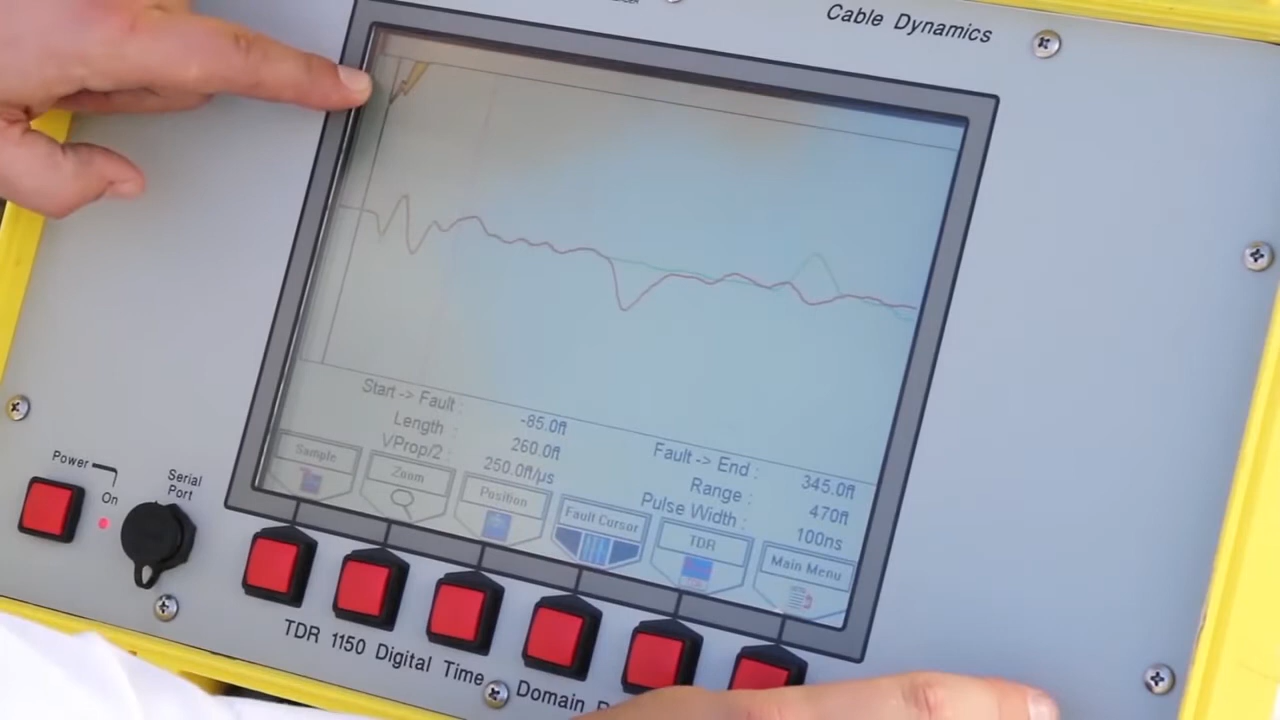 Cable Dynamics
Start -> Fault : -85.0ft
Length : 260.0ft
VProp/2 : 250.0ft/µs
Fault -> End : 345.0ft
Range : 470ft
Pulse Width : 100ns
Sample
Zoom
Position
Fault Cursor
TDR
Main Menu
Power
On
Serial
Port
TDR 1150 Digital Time Domain